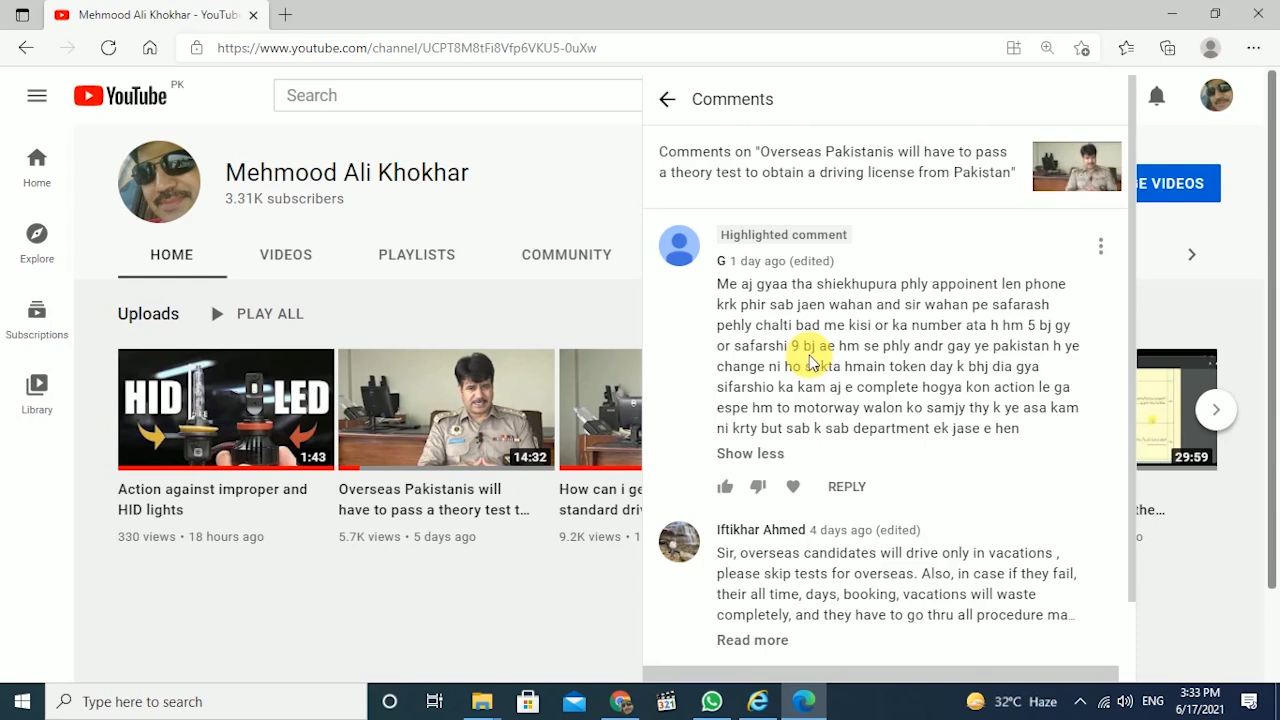 Mehmood Ali Khokhar - YouTub
https://www.youtube.com/channel/UCPT8M8tFi8Vfp6VKU5-0uXw
YouTube PK
Search
Home
Explore
Subscriptions
Library
Mehmood Ali Khokhar
3.31K subscribers
HOME VIDEOS PLAYLISTS COMMUNITY
Uploads PLAY ALL
HID LED
1:43
14:32
29:59
Action against improper and
HID lights
330 views • 18 hours ago
Overseas Pakistanis will
have to pass a theory test t...
5.7K views • 5 days ago
How can i ge
standard driv
9.2K views • 1
the...
GE VIDEOS
Comments
Comments on "Overseas Pakistanis will have to pass
a theory test to obtain a driving license from Pakistan"
Highlighted comment
G 1 day ago (edited)
Me aj gyaa tha shiekhupura phly appoinent len phone
krk phir sab jaen wahan and sir wahan pe safarash
pehly chalti bad me kisi or ka number ata h hm 5 bj gy
or safarshi 9 bj ae hm se phly andr gay ye pakistan h ye
change ni ho sakta hmain token day k bhj dia gya
sifarshio ka kam aj e complete hogya kon action le ga
espe hm to motorway walon ko samjy thy k ye asa kam
ni krty but sab k sab department ek jase e hen
Show less
REPLY
Iftikhar Ahmed 4 days ago (edited)
Sir, overseas candidates will drive only in vacations ,
please skip tests for overseas. Also, in case if they fail,
their all time, days, booking, vacations will waste
completely, and they have to go thru all procedure ma...
Read more
Type here to search
321
32°C Haze
ENG
3:33 PM
6/17/2021